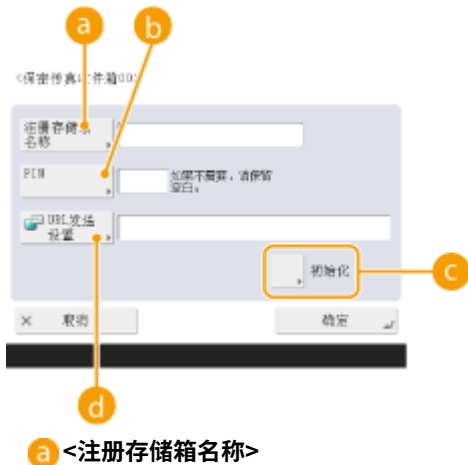 a
b
<保密传真收件箱00>
注册存储箱
名称
PIN
如果不需要，请保留
空白。
URL发送
设置
初始化
c
× 取消
确定
d
a <注册存储箱名称>